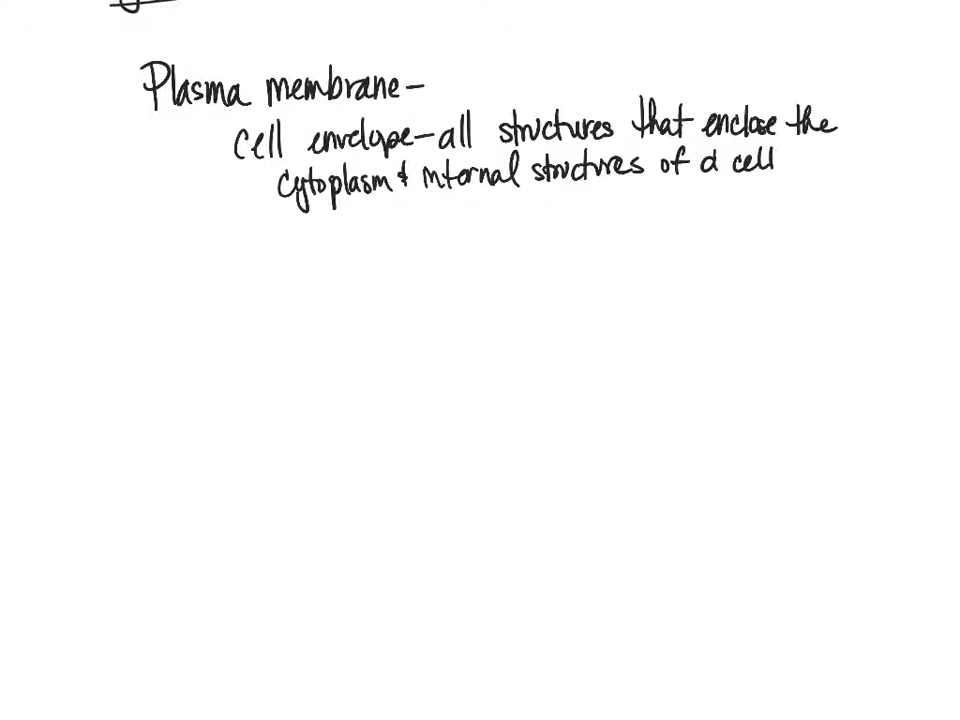 Plasma membrane-
cell envelope-all structures that enclose the
cytoplasm & internal structures of a cell